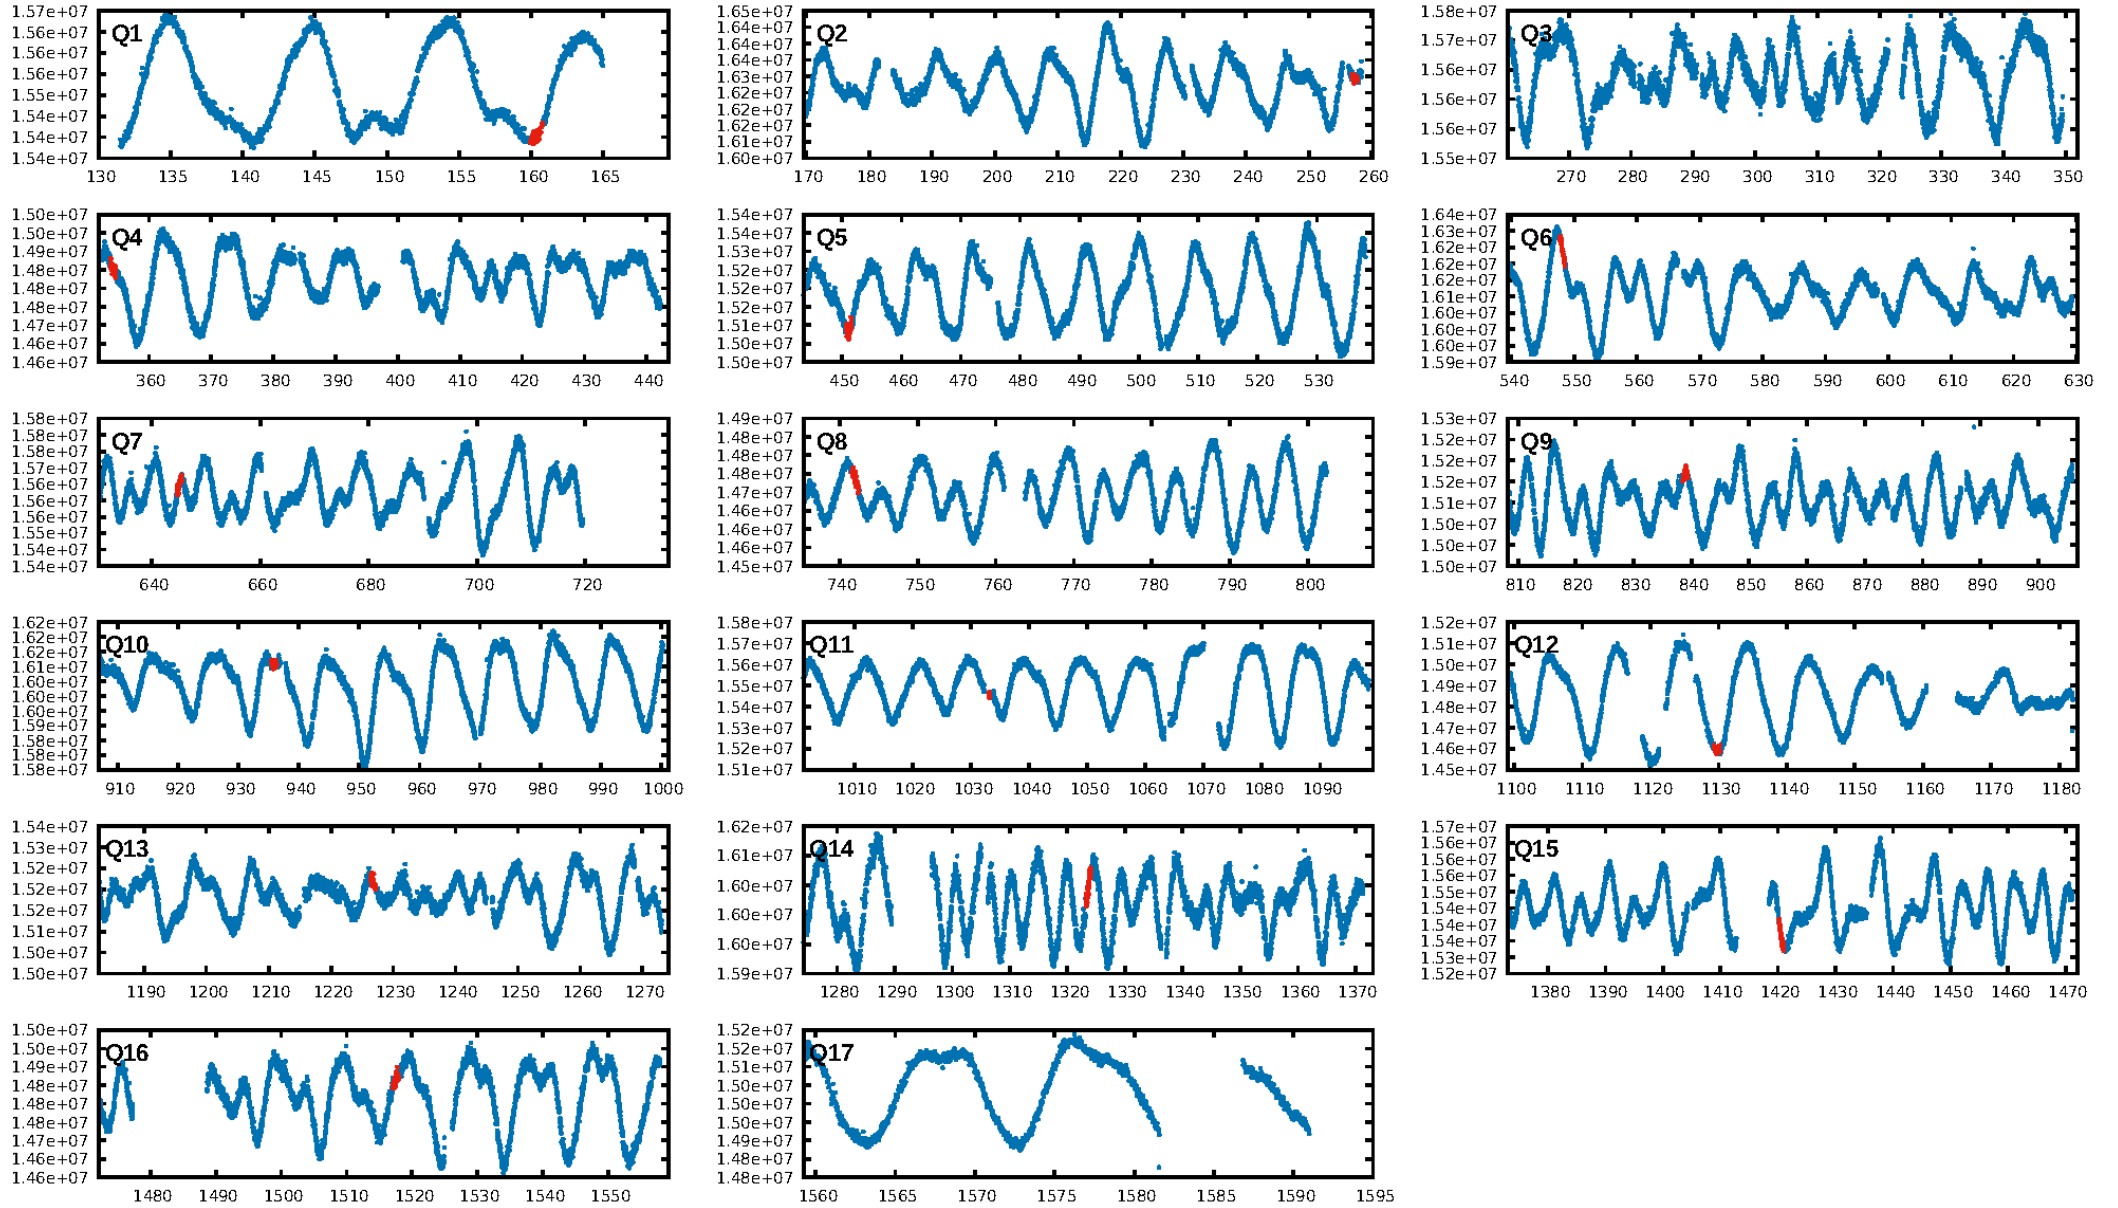 1.57e+07
1.56e+07
1.56e+07
1.56e+07
1.55e+07
1.54e+07
1.54e+07
1.54e+07
Q1
130 135 140 145 150 155 160 165
1.65e+07
1.64e+07
1.64e+07
1.64e+07
1.63e+07
1.62e+07
1.62e+07
1.62e+07
1.61e+07
1.60e+07
Q2
170 180 190 200 210 220 230 240 250 260
1.58e+07
1.57e+07
1.56e+07
1.56e+07
1.56e+07
1.55e+07
Q3
270 280 290 300 310 320 330 340 350
1.50e+07
1.50e+07
1.49e+07
1.48e+07
1.48e+07
1.48e+07
1.47e+07
1.46e+07
1.46e+07
Q4
360 370 380 390 400 410 420 430 440
1.54e+07
1.54e+07
1.53e+07
1.52e+07
1.52e+07
1.52e+07
1.51e+07
1.50e+07
1.50e+07
Q5
450 460 470 480 490 500 510 520 530
1.64e+07
1.63e+07
1.62e+07
1.62e+07
1.62e+07
1.61e+07
1.60e+07
1.60e+07
1.60e+07
1.59e+07
Q6
540 550 560 570 580 590 600 610 620 630
1.58e+07
1.58e+07
1.58e+07
1.57e+07
1.56e+07
1.56e+07
1.56e+07
1.55e+07
1.54e+07
1.54e+07
Q7
640 660 680 700 720
1.49e+07
1.48e+07
1.48e+07
1.48e+07
1.47e+07
1.46e+07
1.46e+07
1.46e+07
1.45e+07
Q8
740 750 760 770 780 790 800
1.53e+07
1.52e+07
1.52e+07
1.52e+07
1.51e+07
1.50e+07
1.50e+07
1.50e+07
Q9
810 820 830 840 850 860 870 880 890 900
1.62e+07
1.62e+07
1.62e+07
1.61e+07
1.60e+07
1.60e+07
1.60e+07
1.59e+07
1.58e+07
1.58e+07
Q10
910 920 930 940 950 960 970 980 990 1000
1.58e+07
1.57e+07
1.56e+07
1.55e+07
1.54e+07
1.53e+07
1.52e+07
1.51e+07
Q11
1010 1020 1030 1040 1050 1060 1070 1080 1090
1.52e+07
1.51e+07
1.50e+07
1.49e+07
1.48e+07
1.47e+07
1.46e+07
1.45e+07
Q12
1100 1110 1120 1130 1140 1150 1160 1170 1180
1.54e+07
1.53e+07
1.52e+07
1.52e+07
1.52e+07
1.51e+07
1.50e+07
1.50e+07
Q13
1190 1200 1210 1220 1230 1240 1250 1260 1270
1.62e+07
1.61e+07
1.60e+07
1.60e+07
1.60e+07
1.59e+07
Q14
1280 1290 1300 1310 1320 1330 1340 1350 1360 1370
1.57e+07
1.56e+07
1.56e+07
1.56e+07
1.55e+07
1.54e+07
1.54e+07
1.54e+07
1.53e+07
1.52e+07
Q15
1380 1390 1400 1410 1420 1430 1440 1450 1460 1470
1.50e+07
1.50e+07
1.49e+07
1.48e+07
1.48e+07
1.48e+07
1.47e+07
1.46e+07
1.46e+07
Q16
1480 1490 1500 1510 1520 1530 1540 1550
1.52e+07
1.52e+07
1.51e+07
1.50e+07
1.50e+07
1.50e+07
1.49e+07
1.48e+07
1.48e+07
Q17
1560 1565 1570 1575 1580 1585 1590 1595